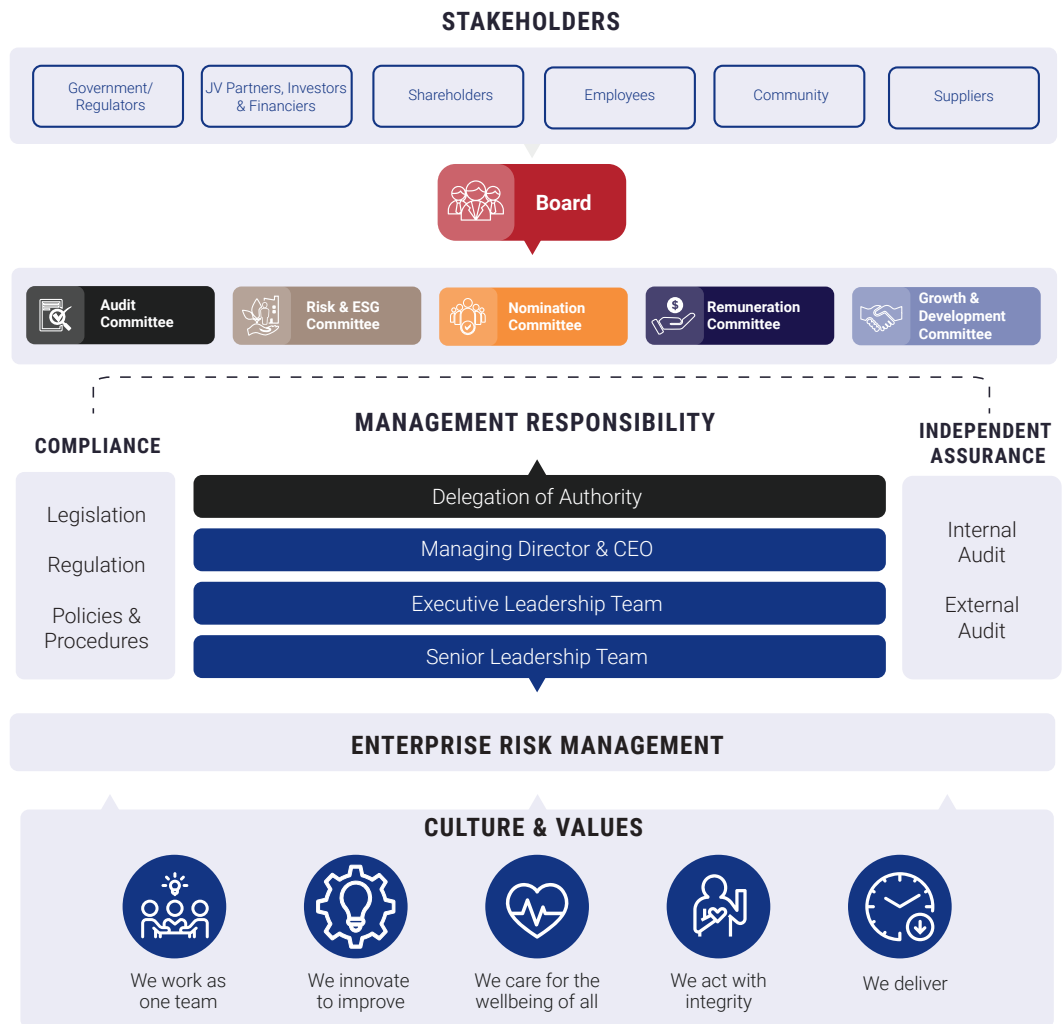 STAKEHOLDERS
Government/
Regulators
JV Partners, Investors
& Financiers
Shareholders
Employees
Community
Suppliers
Board
Audit
Committee
Risk & ESG
Committee
Nomination
Committee
$
Remuneration
Committee
Growth &
Development
Committee
COMPLIANCE
Legislation
Regulation
Policies &
Procedures
MANAGEMENT RESPONSIBILITY
Delegation of Authority
Managing Director & CEO
Executive Leadership Team
Senior Leadership Team
INDEPENDENT
ASSURANCE
Internal
Audit
External
Audit
ENTERPRISE RISK MANAGEMENT
CULTURE & VALUES
We work as
one team
We innovate
to improve
We care for the
wellbeing of all
We act with
integrity
We deliver